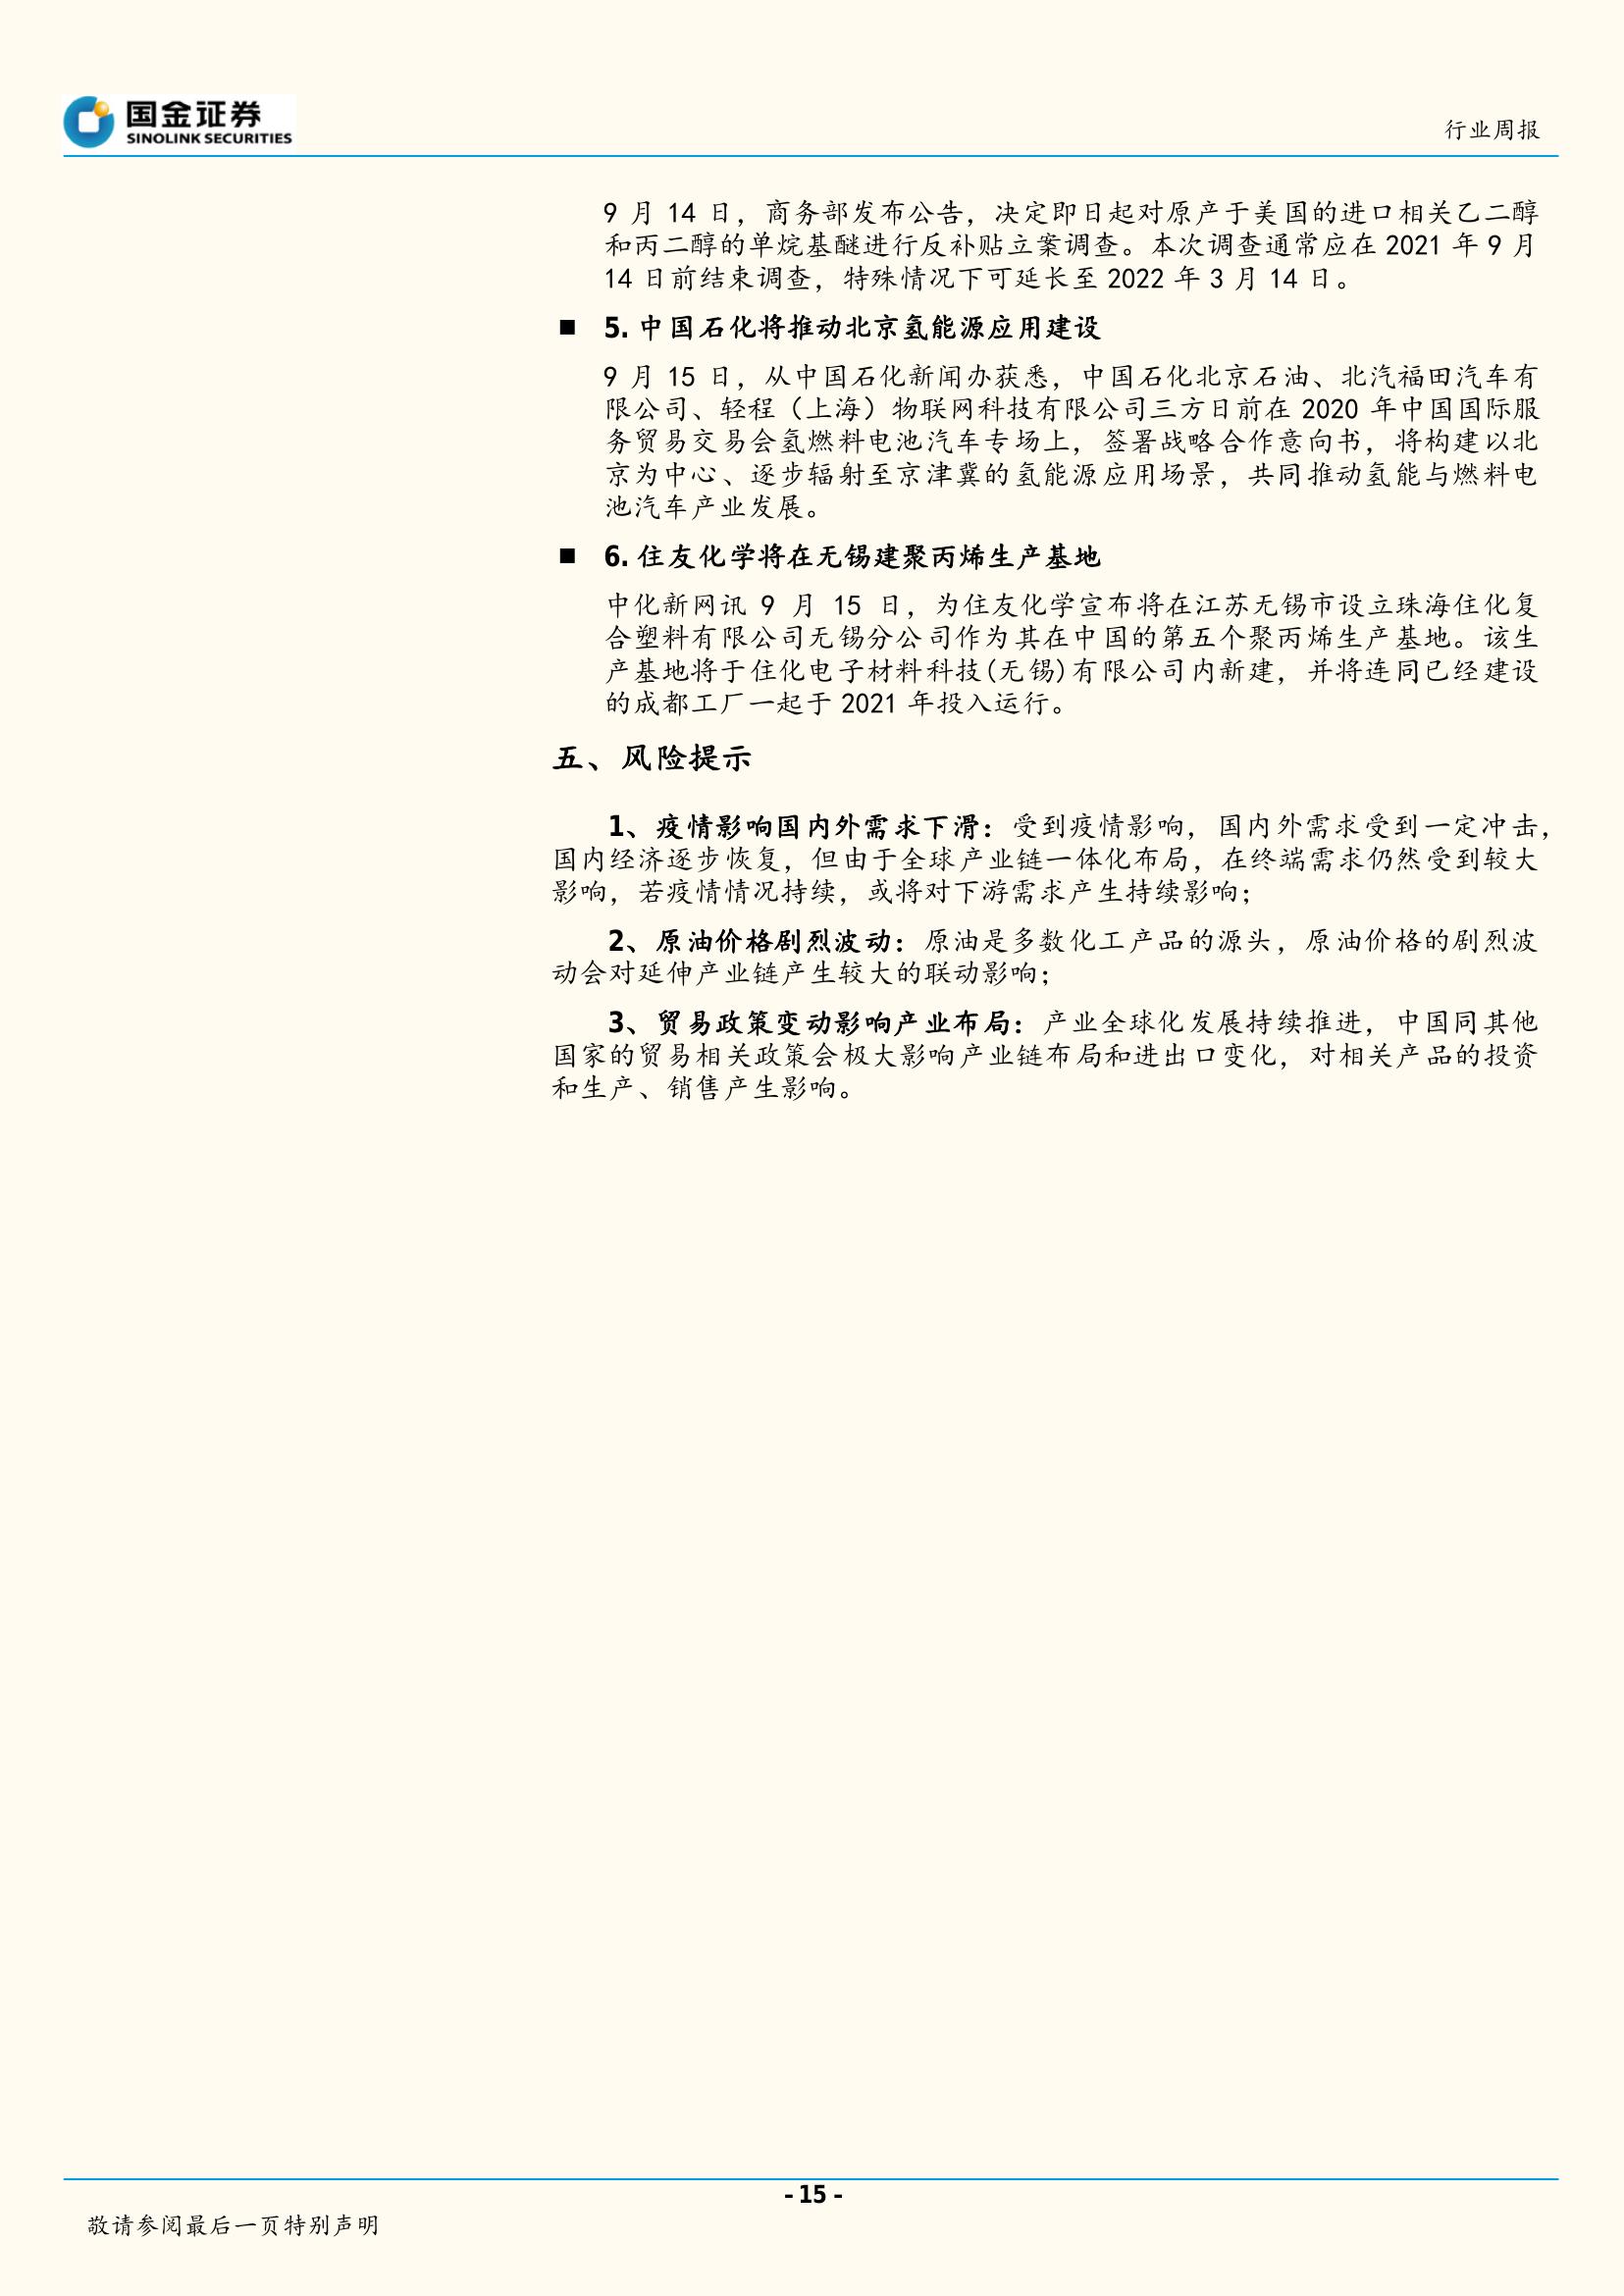 国金证券
SINOLINK SECURITIES
行业周报
9 月 14 日，商务部发布公告，决定即日起对原产于美国的进口相关乙二醇
和丙二醇的单烷基醚进行反补贴立案调查。本次调查通常应在 2021 年 9 月
14 日前结束调查，特殊情况下可延长至 2022 年 3 月 14 日。
■ 5.中国石化将推动北京氢能源应用建设
9 月 15 日，从中国石化新闻办获悉，中国石化北京石油、北汽福田汽车有
限公司、轻程（上海）物联网科技有限公司三方日前在 2020 年中国国际服
务贸易交易会氢燃料电池汽车专场上，签署战略合作意向书，将构建以北
京为中心、逐步辐射至京津冀的氢能源应用场景，共同推动氢能与燃料电
池汽车产业发展。
■ 6.住友化学将在无锡建聚丙烯生产基地
中化新网讯 9 月 15 日，为住友化学宣布将在江苏无锡市设立珠海住化复
合塑料有限公司无锡分公司作为其在中国的第五个聚丙烯生产基地。该生
产基地将于住化电子材料科技(无锡)有限公司内新建，并将连同已经建设
的成都工厂一起于 2021 年投入运行。
五、风险提示
1、疫情影响国内外需求下滑：受到疫情影响，国内外需求受到一定冲击，
国内经济逐步恢复，但由于全球产业链一体化布局，在终端需求仍然受到较大
影响，若疫情情况持续，或将对下游需求产生持续影响；
2、原油价格剧烈波动：原油是多数化工产品的源头，原油价格的剧烈波
动会对延伸产业链产生较大的联动影响；
3、贸易政策变动影响产业布局：产业全球化发展持续推进，中国同其他
国家的贸易相关政策会极大影响产业链布局和进出口变化，对相关产品的投资
和生产、销售产生影响。
- 15 -
敬请参阅最后一页特别声明